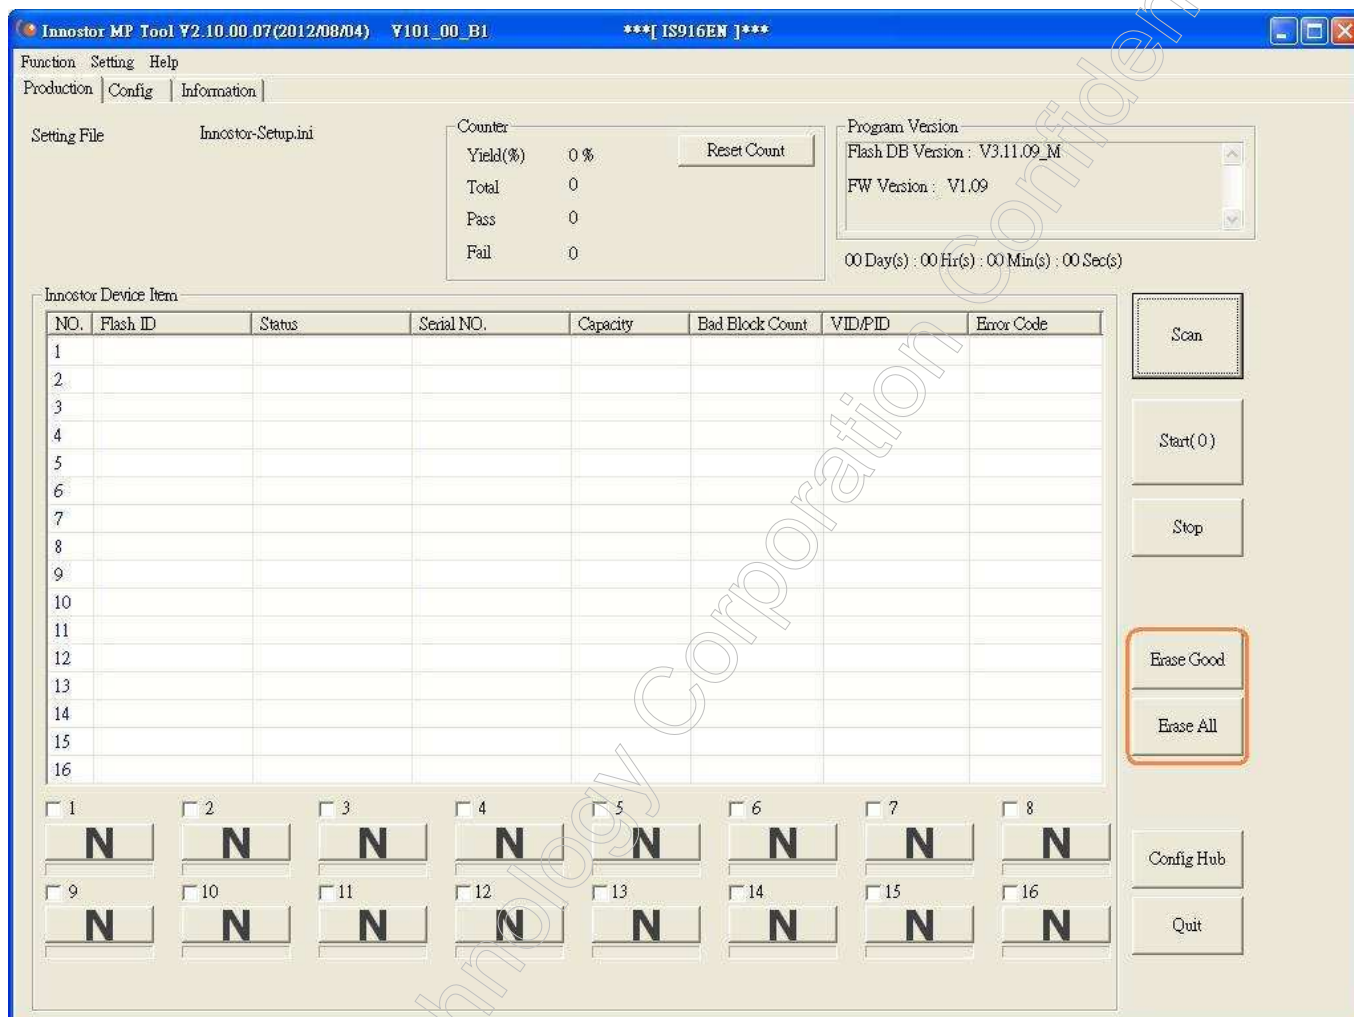 Innostor MP Tool V2.10.00.07(2012/08/04) V101_00_B1 ***[ IS916EN ]***
Function Setting Help
Production Config Information
Setting File Innostor-Setup.ini
Counter
Yield(%) 0 %
Total 0
Pass 0
Fail 0
Reset Count
Program Version
Flash DB Version : V3.11.09_M
FW Version : V1.09
00 Day(s) : 00 Hr(s) : 00 Min(s) : 00 Sec(s)
Innostor Device Item
NO. Flash ID Status Serial NO. Capacity Bad Block Count VID/PID Error Code
1
2
3
4
5
6
7
8
9
10
11
12
13
14
15
16
Scan
Start( 0 )
Stop
Erase Good
Erase All
Config Hub
Quit
1 2 3 4 5 6 7 8
N N N N N N N N
9 10 11 12 13 14 15 16
N N N N N N N N
Corporation